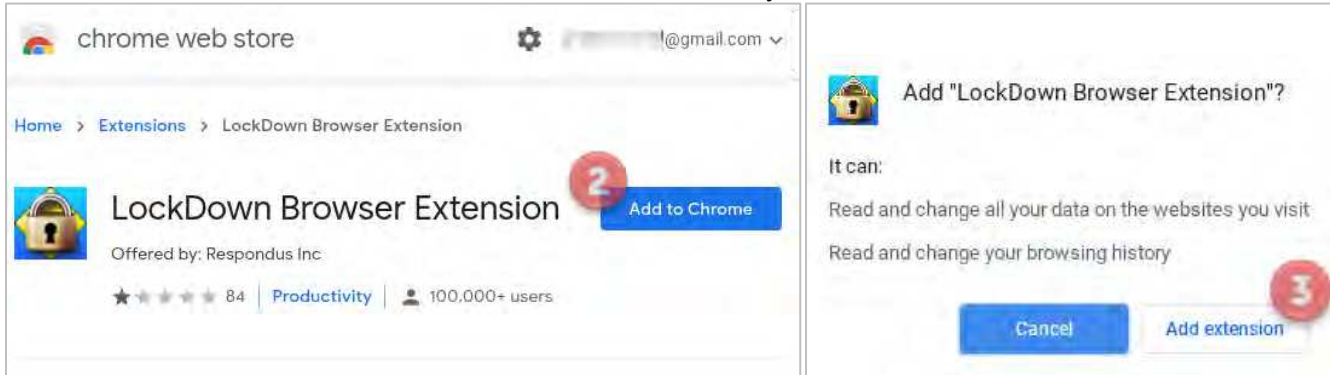 chrome web store
l@gmail.com
Home > Extensions > LockDown Browser Extension
2
LockDown Browser Extension
Add to Chrome
Offered by: Respondus Inc
84 | Productivity | 100,000+ users
Add "LockDown Browser Extension"?
It can:
Read and change all your data on the websites you visit
Read and change your browsing history
3
Cancel
Add extension